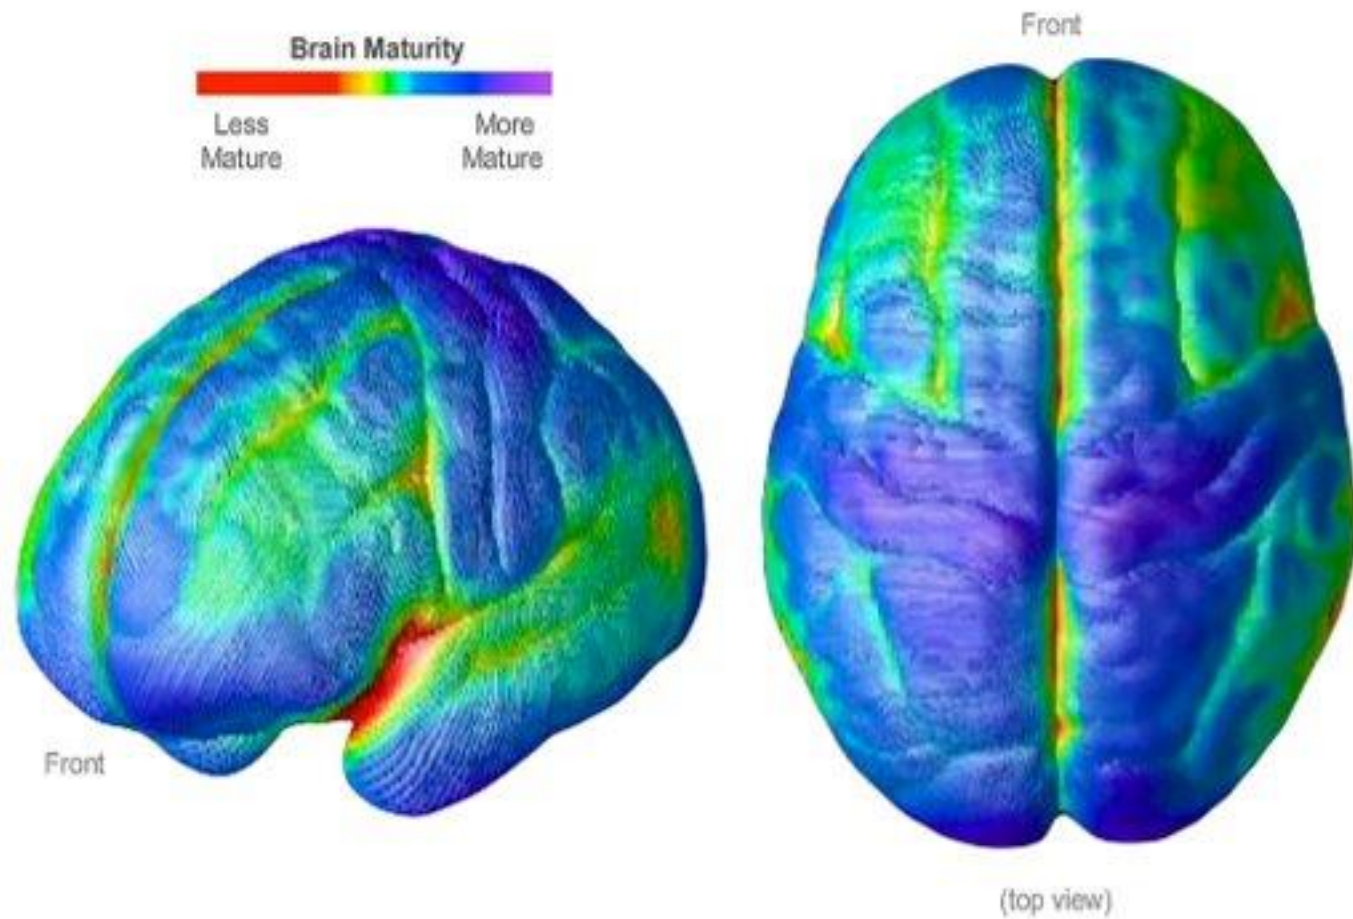 Brain Maturity
Less
Mature
More
Mature
Front
Front
(top view)